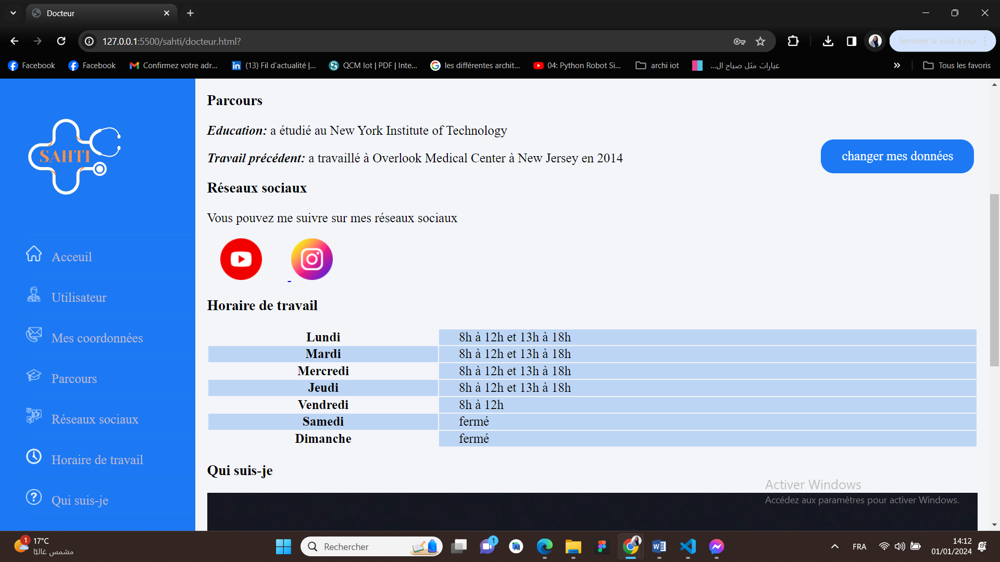 Docteur
127.0.0.1:5500/sahti/docteur.html?
Terminer la mise à jour
Facebook
Facebook
Confirmez votre adr...
(13) Fil d'actualité |...
QCM Iot | PDF | Inte...
les différentes archit...
04: Python Robot Si...
archi iot
عبارات مثل صباح ال...
Tous les favoris
SAHTI
Acceuil
Utilisateur
Mes coordonnées
Parcours
Réseaux sociaux
Horaire de travail
Qui suis-je
Parcours
Education: a étudié au New York Institute of Technology
Travail précédent: a travaillé à Overlook Medical Center à New Jersey en 2014
changer mes données
Réseaux sociaux
Vous pouvez me suivre sur mes réseaux sociaux
Horaire de travail
Lundi 8h à 12h et 13h à 18h
Mardi 8h à 12h et 13h à 18h
Mercredi 8h à 12h et 13h à 18h
Jeudi 8h à 12h et 13h à 18h
Vendredi 8h à 12h
Samedi fermé
Dimanche fermé
Qui suis-je
Activer Windows
Accédez aux paramètres pour activer Windows.
1
17°C
مشمس غالبًا
Rechercher
1
FRA
14:12
01/01/2024